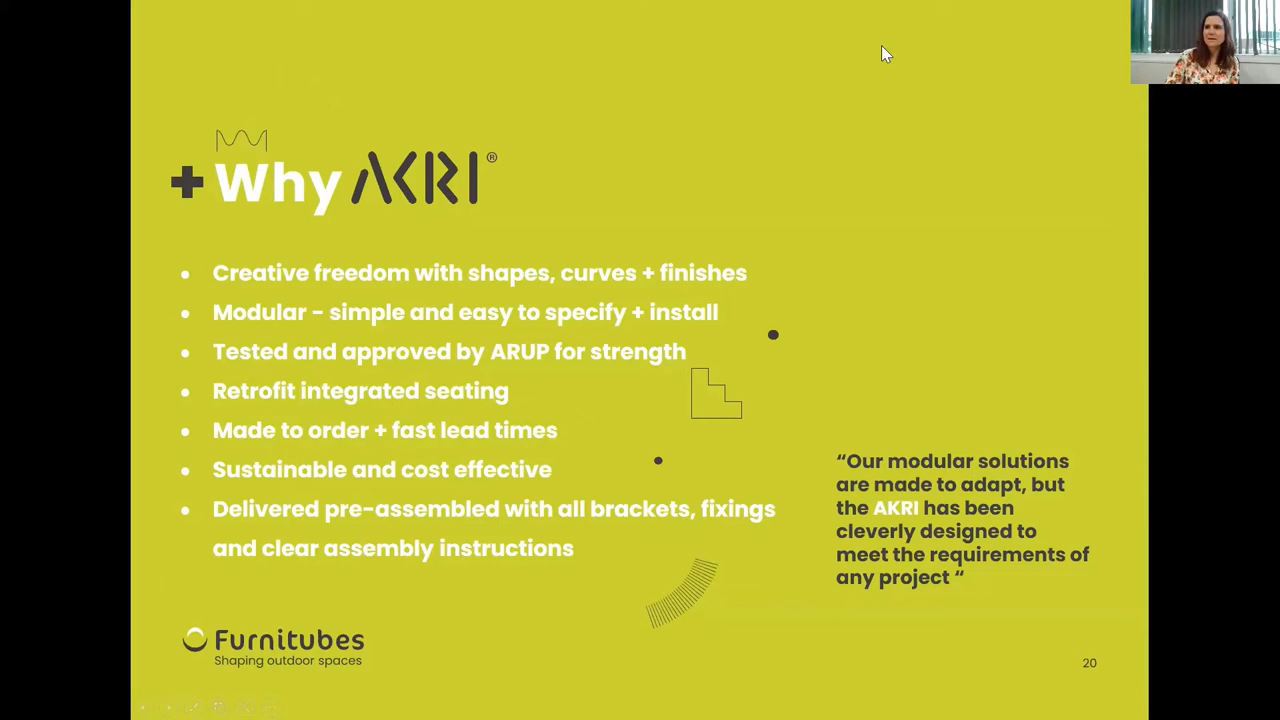 + Why AKRI®
• Creative freedom with shapes, curves + finishes
• Modular - simple and easy to specify + install
• Tested and approved by ARUP for strength
• Retrofit integrated seating
• Made to order + fast lead times
• Sustainable and cost effective
• Delivered pre-assembled with all brackets, fixings
and clear assembly instructions
“Our modular solutions
are made to adapt, but
the AKRI has been
cleverly designed to
meet the requirements of
any project “
Furnitubes
Shaping outdoor spaces
20